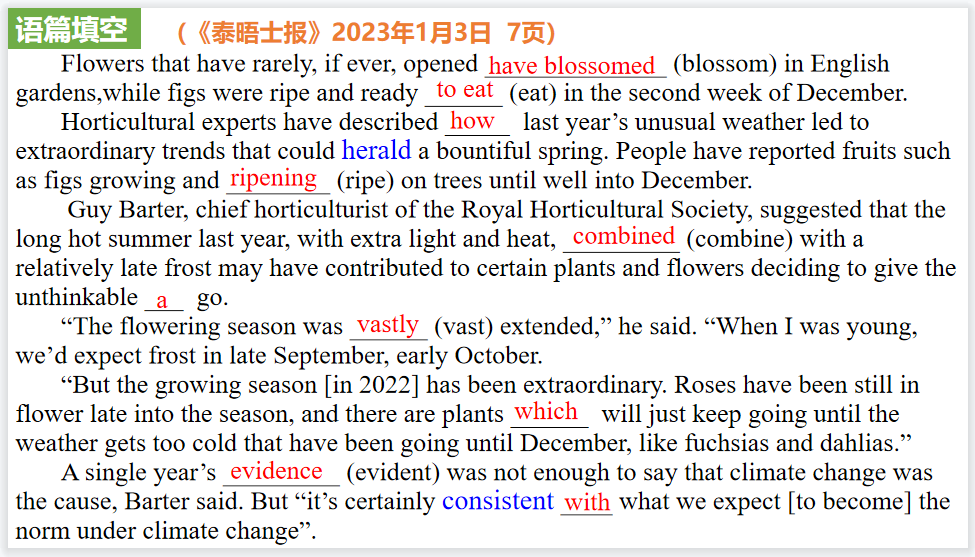 语篇填空 (《泰晤士报》2023年1月3日 7页)
Flowers that have rarely, if ever, opened have blossomed (blossom) in English
gardens,while figs were ripe and ready to eat (eat) in the second week of December.
Horticultural experts have described how last year’s unusual weather led to
extraordinary trends that could herald a bountiful spring. People have reported fruits such
as figs growing and ripening (ripe) on trees until well into December.
Guy Barter, chief horticulturist of the Royal Horticultural Society, suggested that the
long hot summer last year, with extra light and heat, combined (combine) with a
relatively late frost may have contributed to certain plants and flowers deciding to give the
unthinkable a go.
“The flowering season was vastly (vast) extended,” he said. “When I was young,
we’d expect frost in late September, early October.
“But the growing season [in 2022] has been extraordinary. Roses have been still in
flower late into the season, and there are plants which will just keep going until the
weather gets too cold that have been going until December, like fuchsias and dahlias.”
A single year’s evidence (evident) was not enough to say that climate change was
the cause, Barter said. But “it’s certainly consistent with what we expect [to become] the
norm under climate change”.